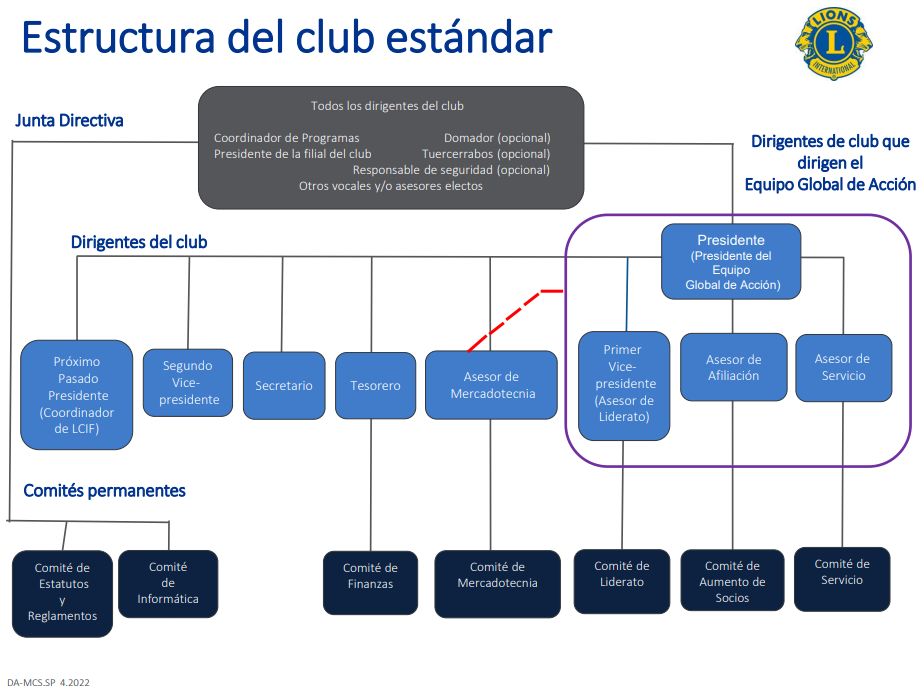 Estructura del club estándar
LIONS
L
INTERNATIONAL
Todos los dirigentes del club
Junta Directiva
Coordinador de Programas
Domador (opcional)
Presidente de la filial del club
Tuercerrabos (opcional)
Responsable de seguridad (opcional)
Otros vocales y/o asesores electos
Dirigentes de club que
dirigen el
Equipo Global de Acción
Dirigentes del club
Presidente
(Presidente del
Equipo
Global de Acción)
Próximo
Pasado
Presidente
(Coordinador
de LCIF)
Segundo
Vice-
presidente
Secretario
Tesorero
Asesor de
Mercadotecnia
Primer
Vice-
presidente
(Asesor de
Liderato)
Asesor de
Afiliación
Asesor de
Servicio
Comités permanentes
Comité de
Estatutos
y
Reglamentos
Comité
de
Informática
Comité de
Finanzas
Comité de
Mercadotecnia
Comité de
Liderato
Comité de
Aumento de
Socios
Comité de
Servicio
DA-MCS.SP 4.2022